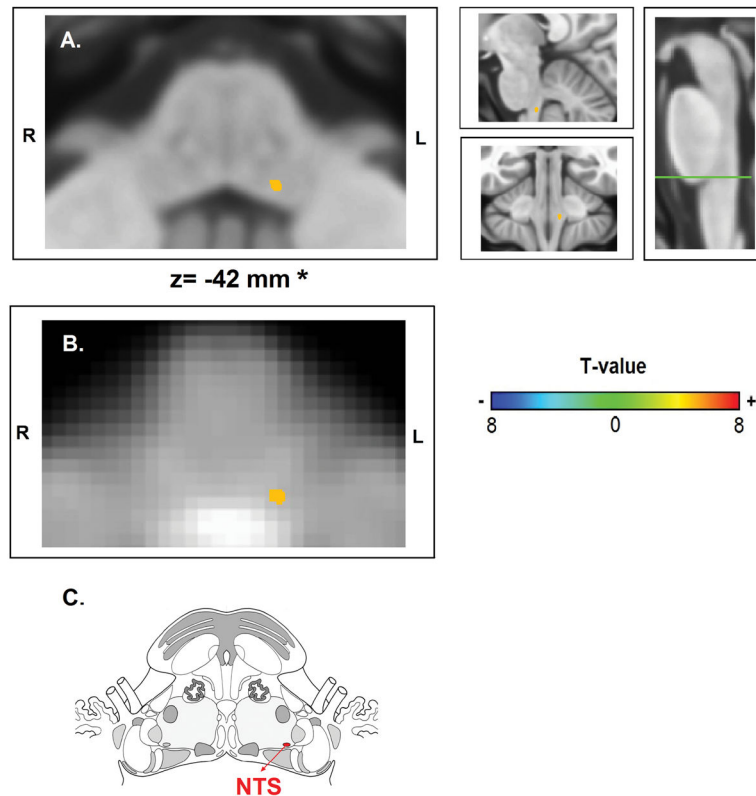 A.
R
L
z= -42 mm *
B.
R
L
T-value
- +
8 0 8
C.
NTS